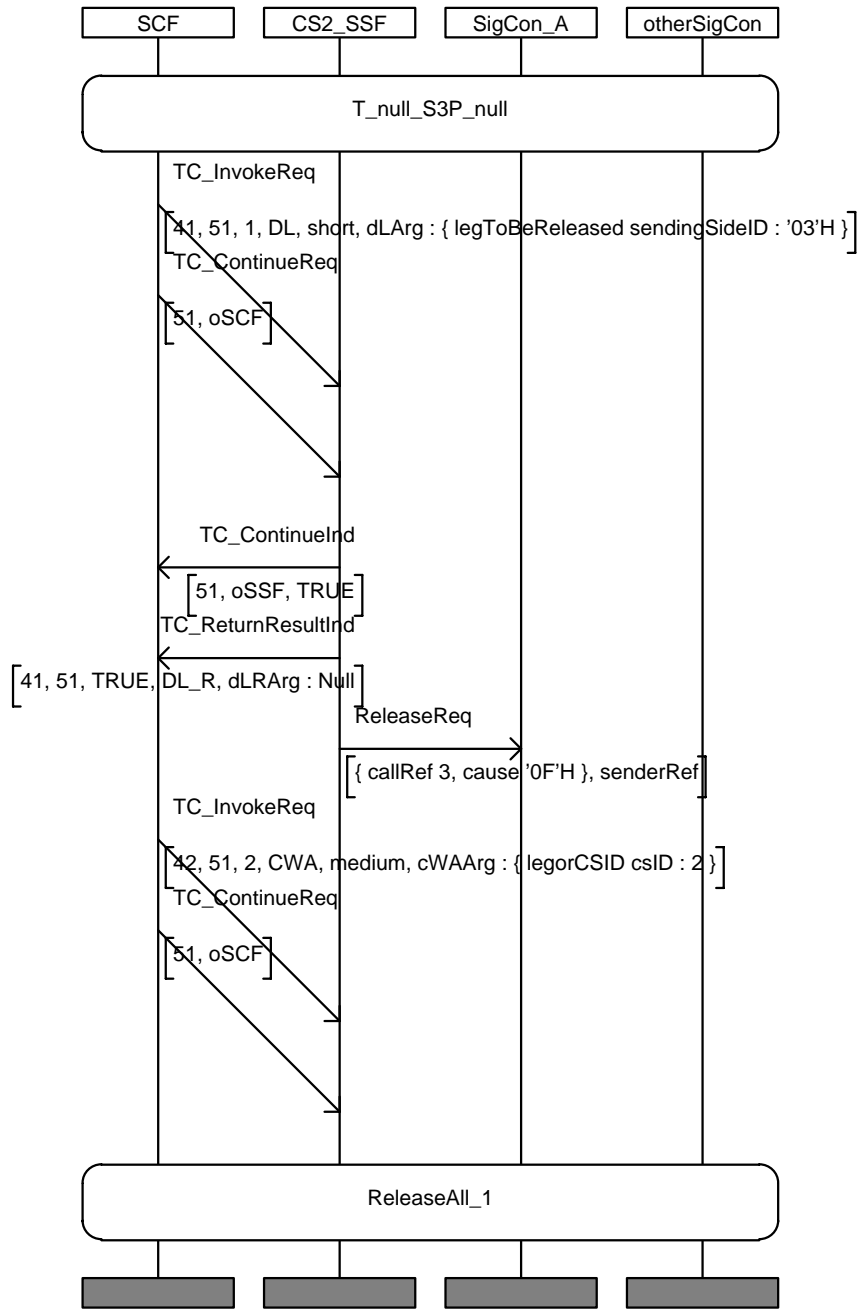 SCF CS2_SSF SigCon_A otherSigCon
T_null_S3P_null
TC_InvokeReq
41, 51, 1, DL, short, dLArg : { legToBeReleased sendingSideID : '03'H }
TC_ContinueReq
51, oSCF
TC_ContinueInd
51, oSSF, TRUE
TC_ReturnResultInd
41, 51, TRUE, DL_R, dLRArg : Null
ReleaseReq
{ callRef 3, cause '0F'H }, senderRef
TC_InvokeReq
42, 51, 2, CWA, medium, cWAArg : { legorCSID csID : 2 }
TC_ContinueReq
51, oSCF
ReleaseAll_1